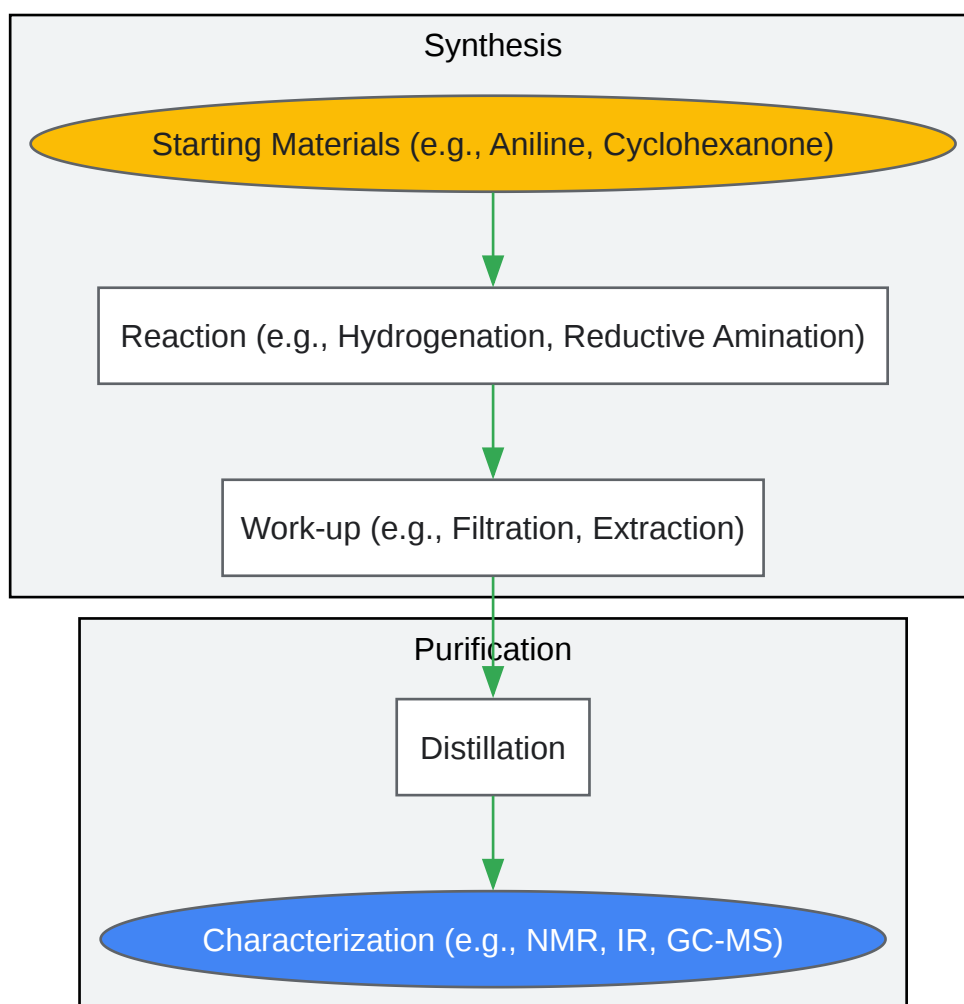 Synthesis
Starting Materials (e.g., Aniline, Cyclohexanone)
Reaction (e.g., Hydrogenation, Reductive Amination)
Work-up (e.g., Filtration, Extraction)
Purification
Distillation
Characterization (e.g., NMR, IR, GC-MS)